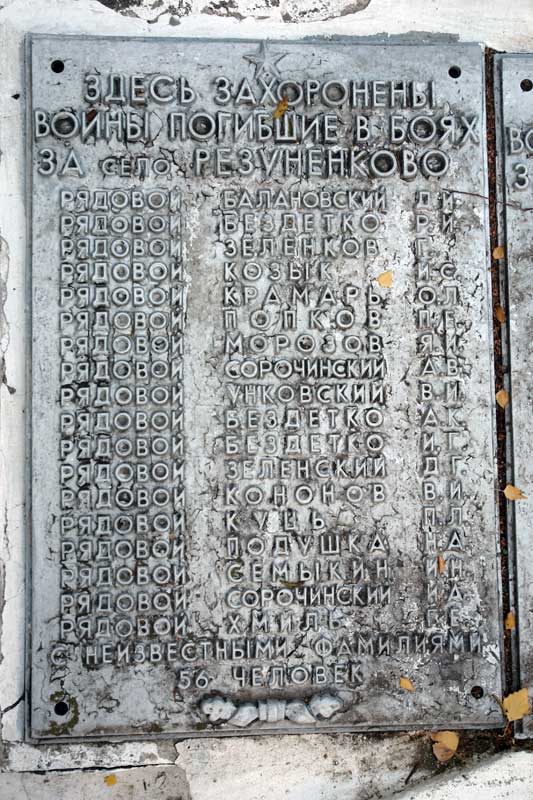 ЗДЕСЬ ЗАХОРОНЕНЫ
ВОИНЫ ПОГИБШИЕ В БОЯХ
ЗА СЕЛО РЕЗУНЕНКОВО
РЯДОВОЙ БАЛАНОВСКИЙ Д.И.
РЯДОВОЙ БЕЗДЕТКО Р.И.
РЯДОВОЙ ЗЕЛЕНКОВ Г.
РЯДОВОЙ КОЗЫК И.С.
РЯДОВОЙ КРАМАРЬ О.Л.
РЯДОВОЙ ПОПКОВ П.Е.
РЯДОВОЙ МОРОЗОВ Я.И.
РЯДОВОЙ СОРОЧИНСКИЙ А.В.
РЯДОВОЙ УНКОВСКИЙ В.И.
РЯДОВОЙ БЕЗДЕТКО А.К.
РЯДОВОЙ БЕЗДЕТКО И.Г.
РЯДОВОЙ ЗЕЛЕНСКИЙ Д.Г.
РЯДОВОЙ КОНОНОВ В.И.
РЯДОВОЙ КУЦЬ П.Л.
РЯДОВОЙ ПОДУШКА Н.А.
РЯДОВОЙ СЕМЫКИН И.Н.
РЯДОВОЙ СОРОЧИНСКИЙ И.А.
РЯДОВОЙ ХМИЛЬ Г.Е.
С НЕИЗВЕСТНЫМИ ФАМИЛИЯМИ
56 ЧЕЛОВЕК